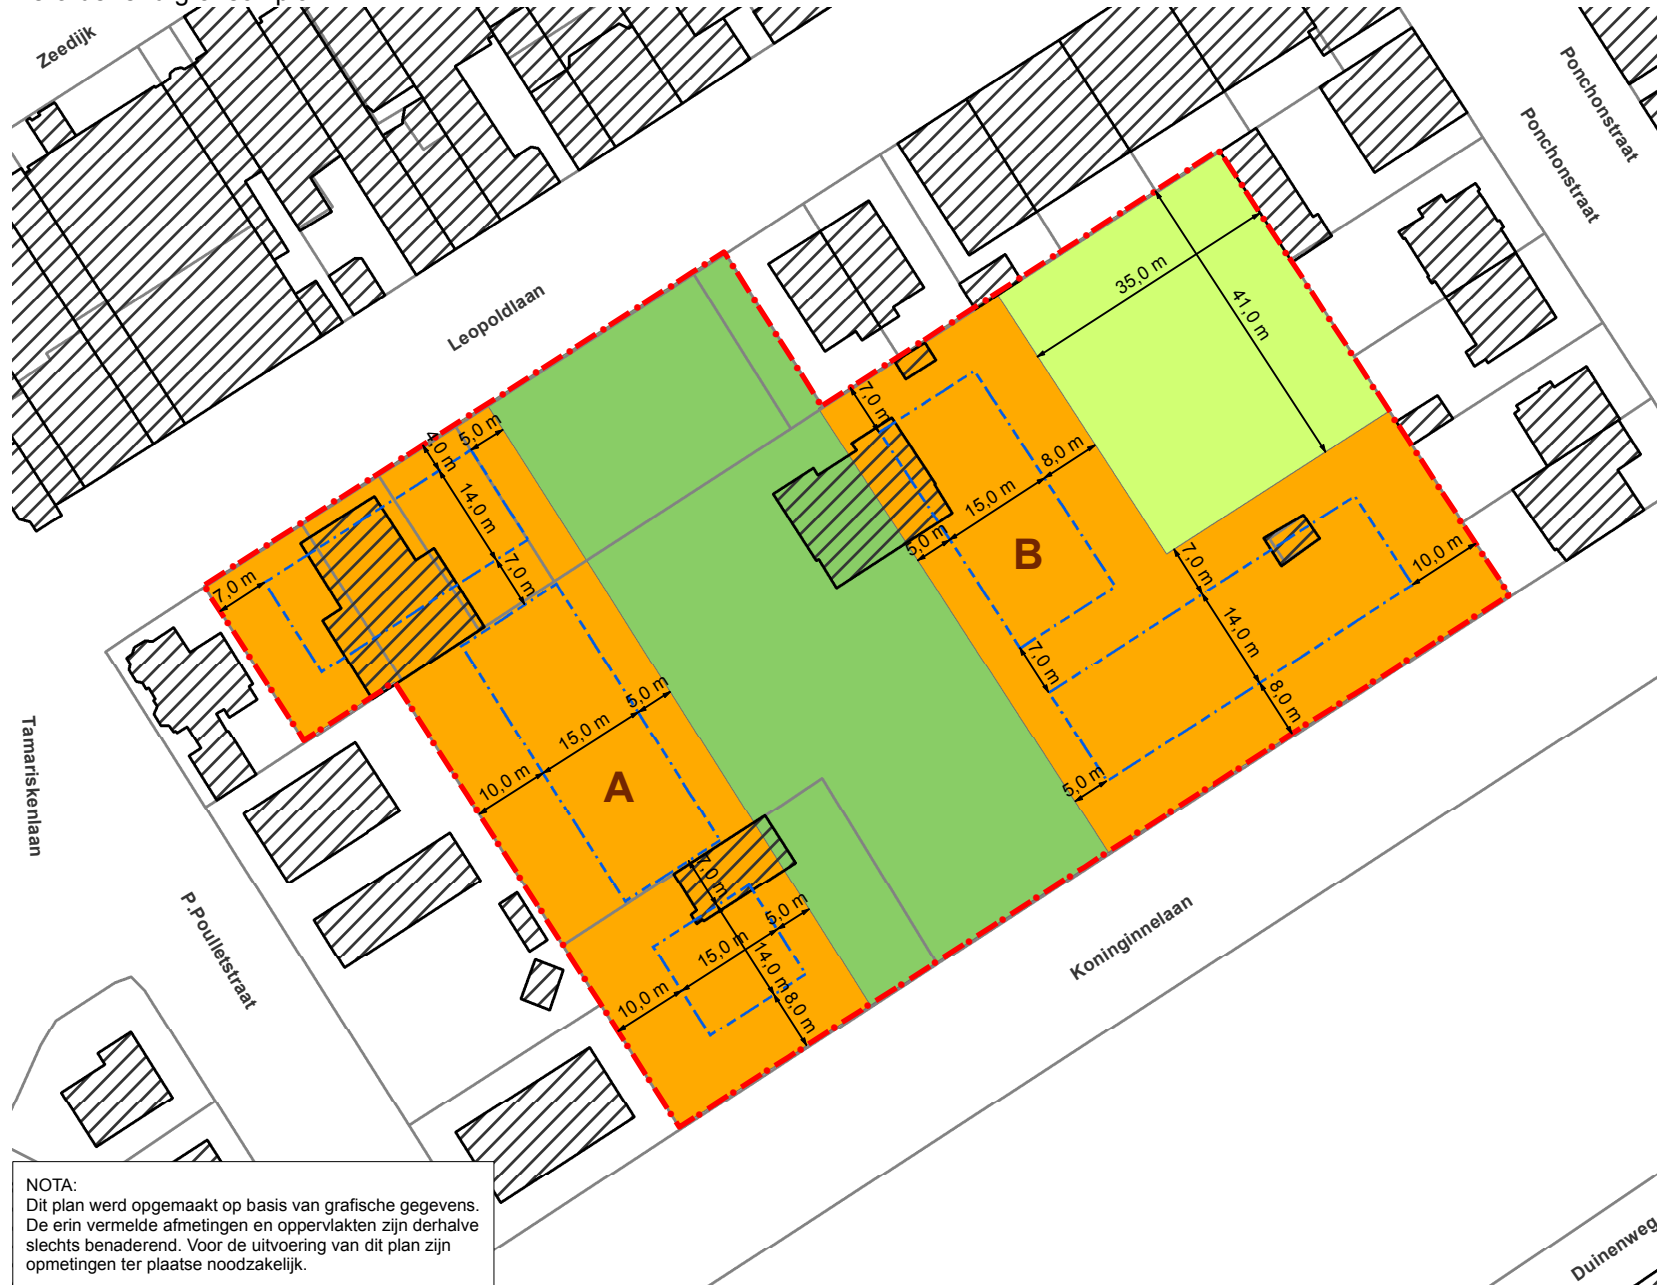 Zeedijk
Ponchonstraat
Ponchonstraat
Leopoldlaan
35,0 m
41,0 m
7,0 m
8,0 m
15,0 m
5,0 m
B
7,0 m
7,0 m
14,0 m
10,0 m
8,0 m
5,0 m
4,0 m
5,0 m
14,0 m
7,0 m
7,0 m
5,0 m
15,0 m
10,0 m
A
7,0 m
5,0 m
15,0 m
14,0 m
10,0 m
8,0 m
Tamariskenlaan
P.Poulletstraat
Koninginnelaan
Duinenweg
NOTA:
Dit plan werd opgemaakt op basis van grafische gegevens.
De erin vermelde afmetingen en oppervlakten zijn derhalve
slechts benaderend. Voor de uitvoering van dit plan zijn
opmetingen ter plaatse noodzakelijk.